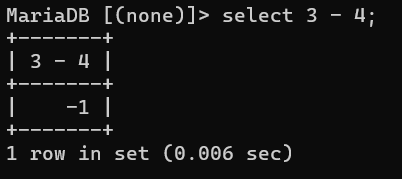 MariaDB [(none)]> select 3 - 4;
+-------+
| 3 - 4 |
+-------+
|    -1 |
+-------+
1 row in set (0.006 sec)